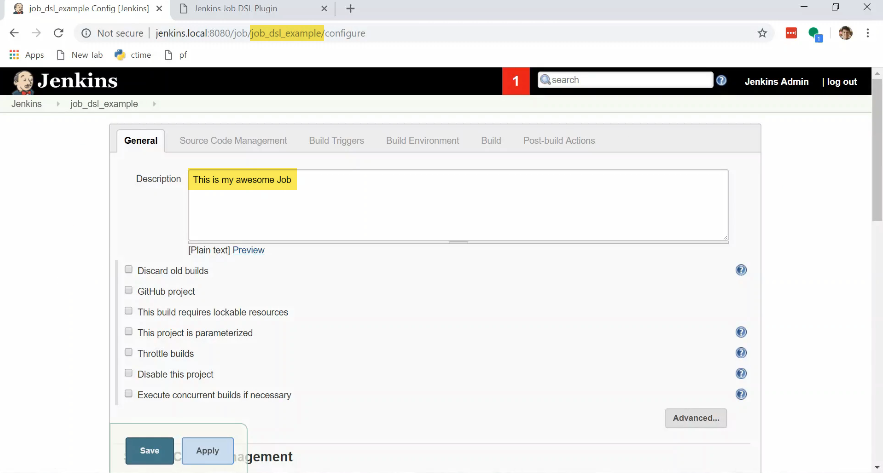 job_dsl_example Config [Jenkins]
Jenkins Job DSL Plugin
Not secure | jenkins.local:8080/job/job_dsl_example/configure
Apps New Tab ctime pf
Jenkins 1 search Jenkins Admin | log out
Jenkins job_dsl_example
General Source Code Management Build Triggers Build Environment Build Post-build Actions
Description This is my awesome Job
[Plain text] Preview
Discard old builds
GitHub project
This build requires lockable resources
This project is parameterized
Throttle builds
Disable this project
Execute concurrent builds if necessary
Advanced...
Save Apply